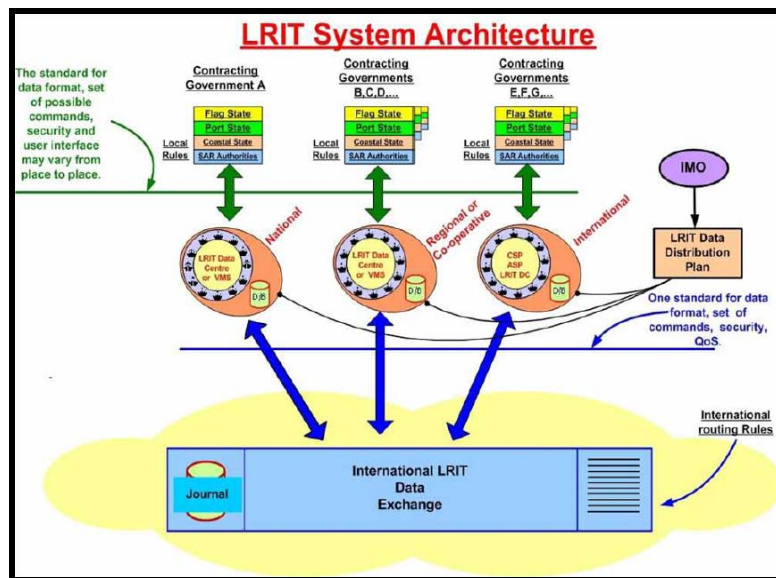 LRIT System Architecture
The standard for
data format, set
of possible
commands,
security and
user interface
may vary from
place to place.
Contracting
Government A
Flag State
Port State
Local
Rules
Coastal State
SAR Authorities
Contracting
Governments
B,C,D,...
Flag State
Port State
Local
Rules
Coastal State
SAR Authorities
Contracting
Governments
E,F,G,...
Flag State
Port State
Local
Rules
Coastal State
SAR Authorities
IMO
LRIT Data
Distribution
Plan
National
LRIT Data
Centre
or VMS
D/B
Regional or
Co-operative
LRIT Data
Centre
or VMS
D/B
International
CSP
ASP
LRIT DC
D/B
One standard for data
format, set of
commands, security,
QoS.
International
routing Rules
Journal
International LRIT
Data
Exchange